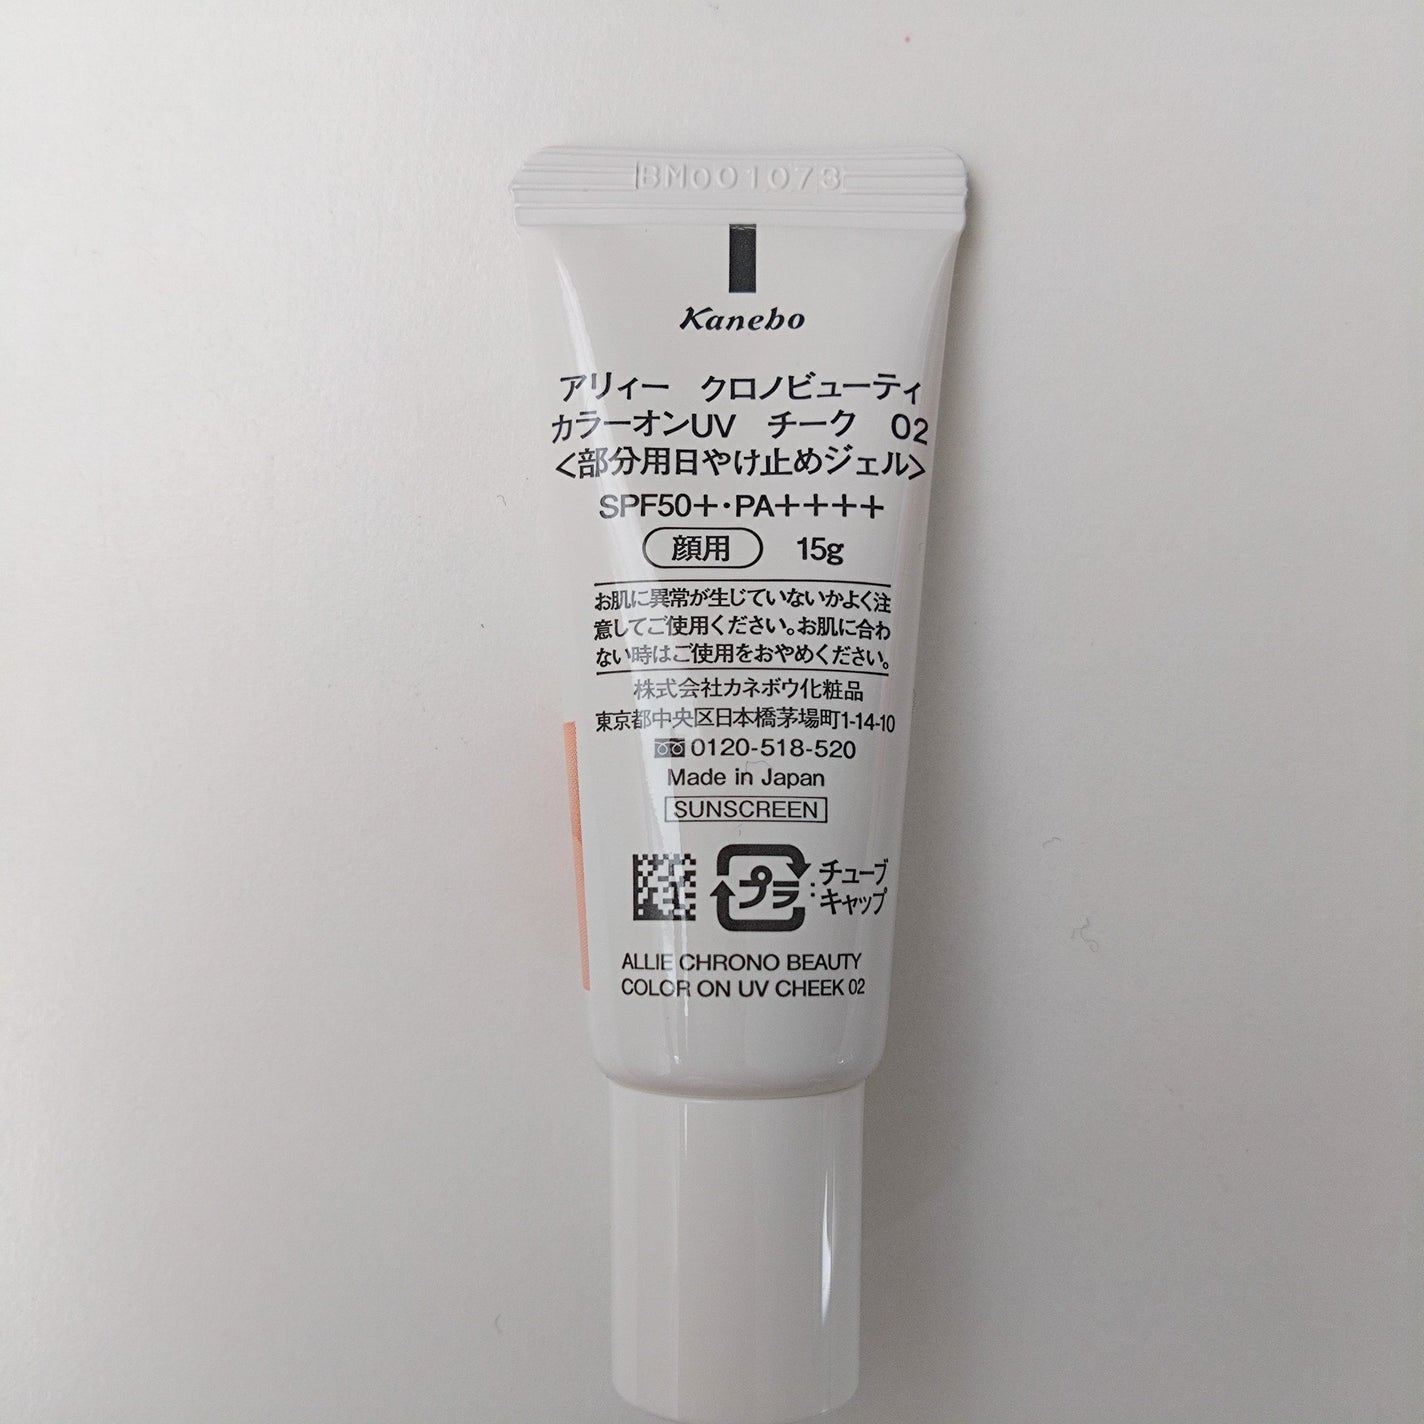 BM001073
Kanebo
アリィー　クロノビューティ
カラーオンUV　チーク　02
<部分用日やけ止めジェル>
SPF50+・PA++++
顔用　15g
お肌に異常が生じていないかよく注
意してご使用ください。お肌に合わ
ない時はご使用をおやめください。
株式会社カネボウ化粧品
東京都中央区日本橋茅場町1-14-10
0120-518-520
Made in Japan
SUNSCREEN
プラ : チューブ
キャップ
ALLIE CHRONO BEAUTY
COLOR ON UV CHEEK 02